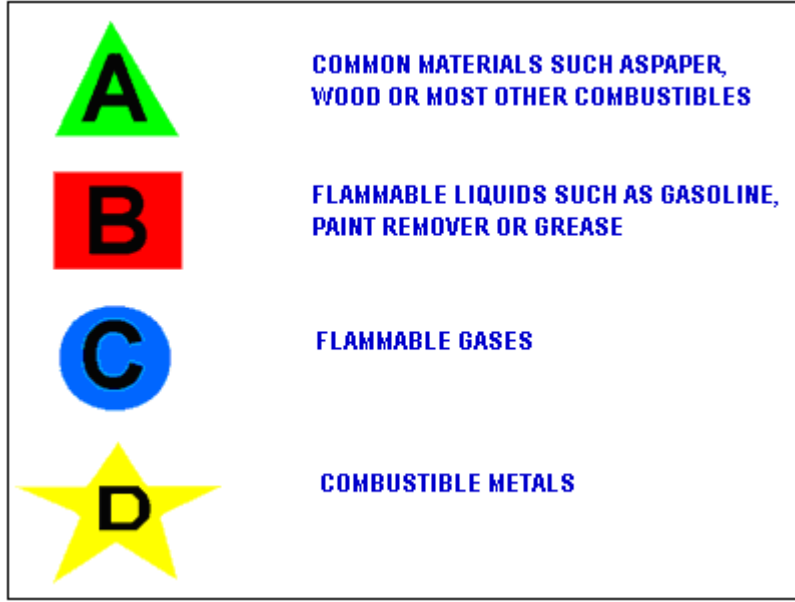 A
COMMON MATERIALS SUCH ASPAPER,
WOOD OR MOST OTHER COMBUSTIBLES
B
FLAMMABLE LIQUIDS SUCH AS GASOLINE,
PAINT REMOVER OR GREASE
C
FLAMMABLE GASES
D
COMBUSTIBLE METALS